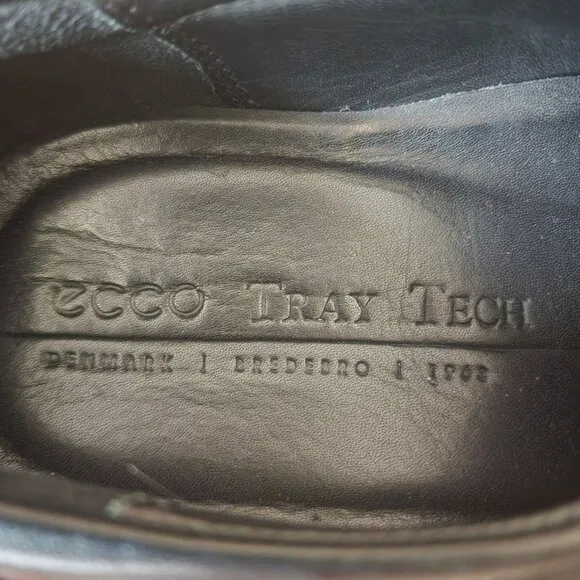 ecco TRAY TECH
DENMARK | BREDEBRO | 1963